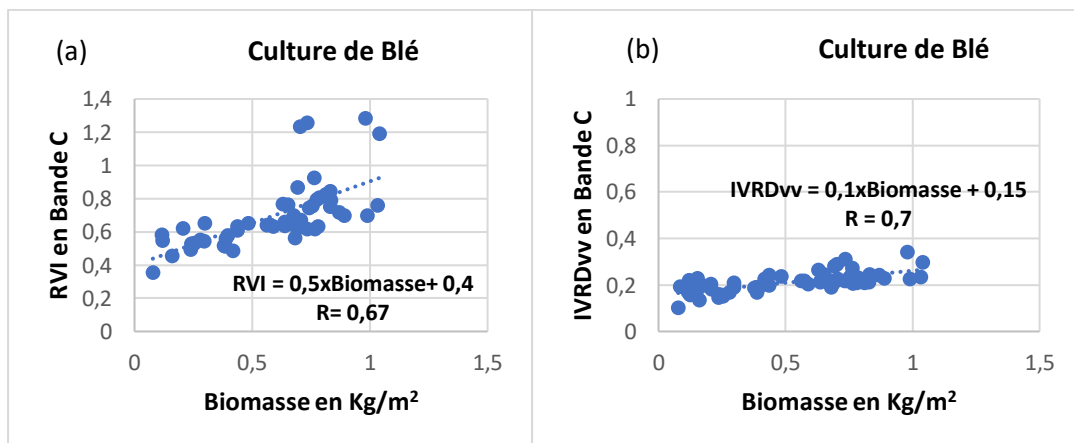 (a)
Culture de Blé
RVI en Bande C
1,4
1,2
1
0,8
0,6
0,4
0,2
0
RVI = 0,5xBiomasse+ 0,4
R= 0,67
0
0,5
1
1,5
Biomasse en Kg/m²
(b)
Culture de Blé
IVRDvv en Bande C
1
0,8
0,6
0,4
0,2
0
IVRDvv = 0,1xBiomasse + 0,15
R = 0,7
0
0,5
1
1,5
Biomasse en Kg/m²